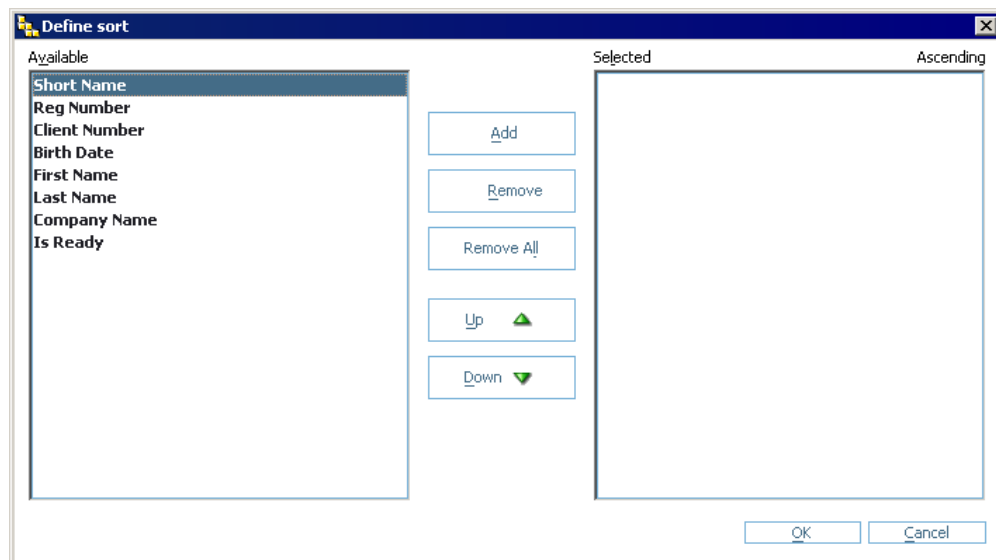 Define sort
Available
Short Name
Reg Number
Client Number
Birth Date
First Name
Last Name
Company Name
Is Ready
Add
Remove
Remove All
Up
Down
Selected Ascending
OK Cancel